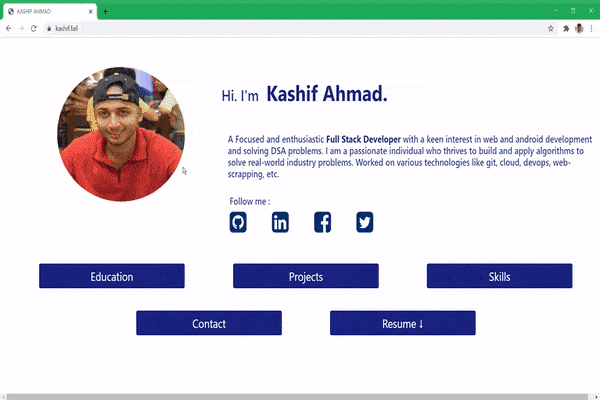 KASHIF AHMAD
kashif.fail
Hi. I'm Kashif Ahmad.
A Focused and enthusiastic Full Stack Developer with a keen interest in web and android development
and solving DSA problems. I am a passionate individual who thrives to build and apply algorithms to
solve real-world industry problems. Worked on various technologies like git, cloud, devops, web-
scrapping, etc.
Follow me :
Education
Projects
Skills
Contact
Resume ↓